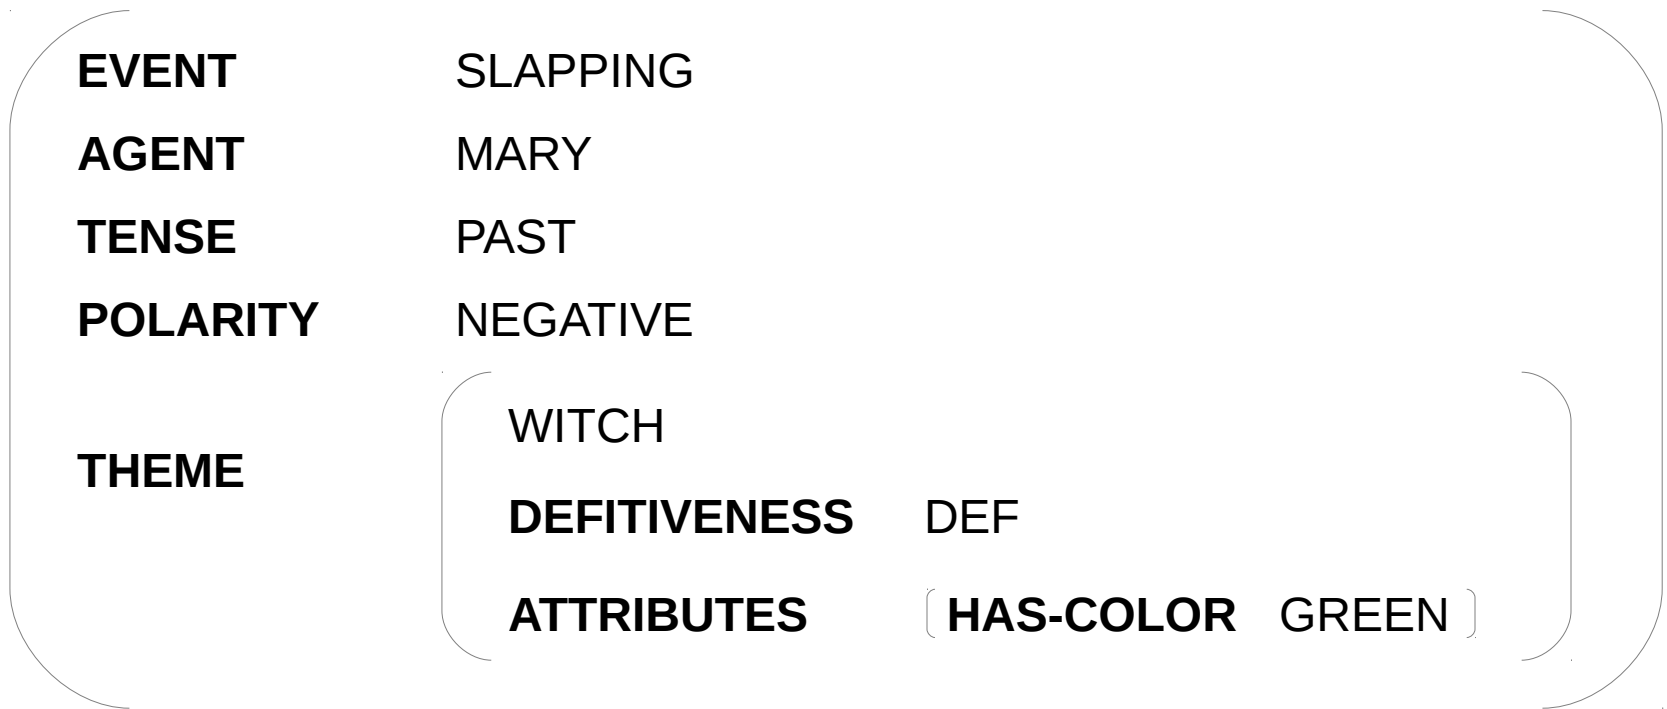 EVENT SLAPPING
AGENT MARY
TENSE PAST
POLARITY NEGATIVE
WITCH
THEME
DEFITIVENESS DEF
ATTRIBUTES HAS-COLOR GREEN